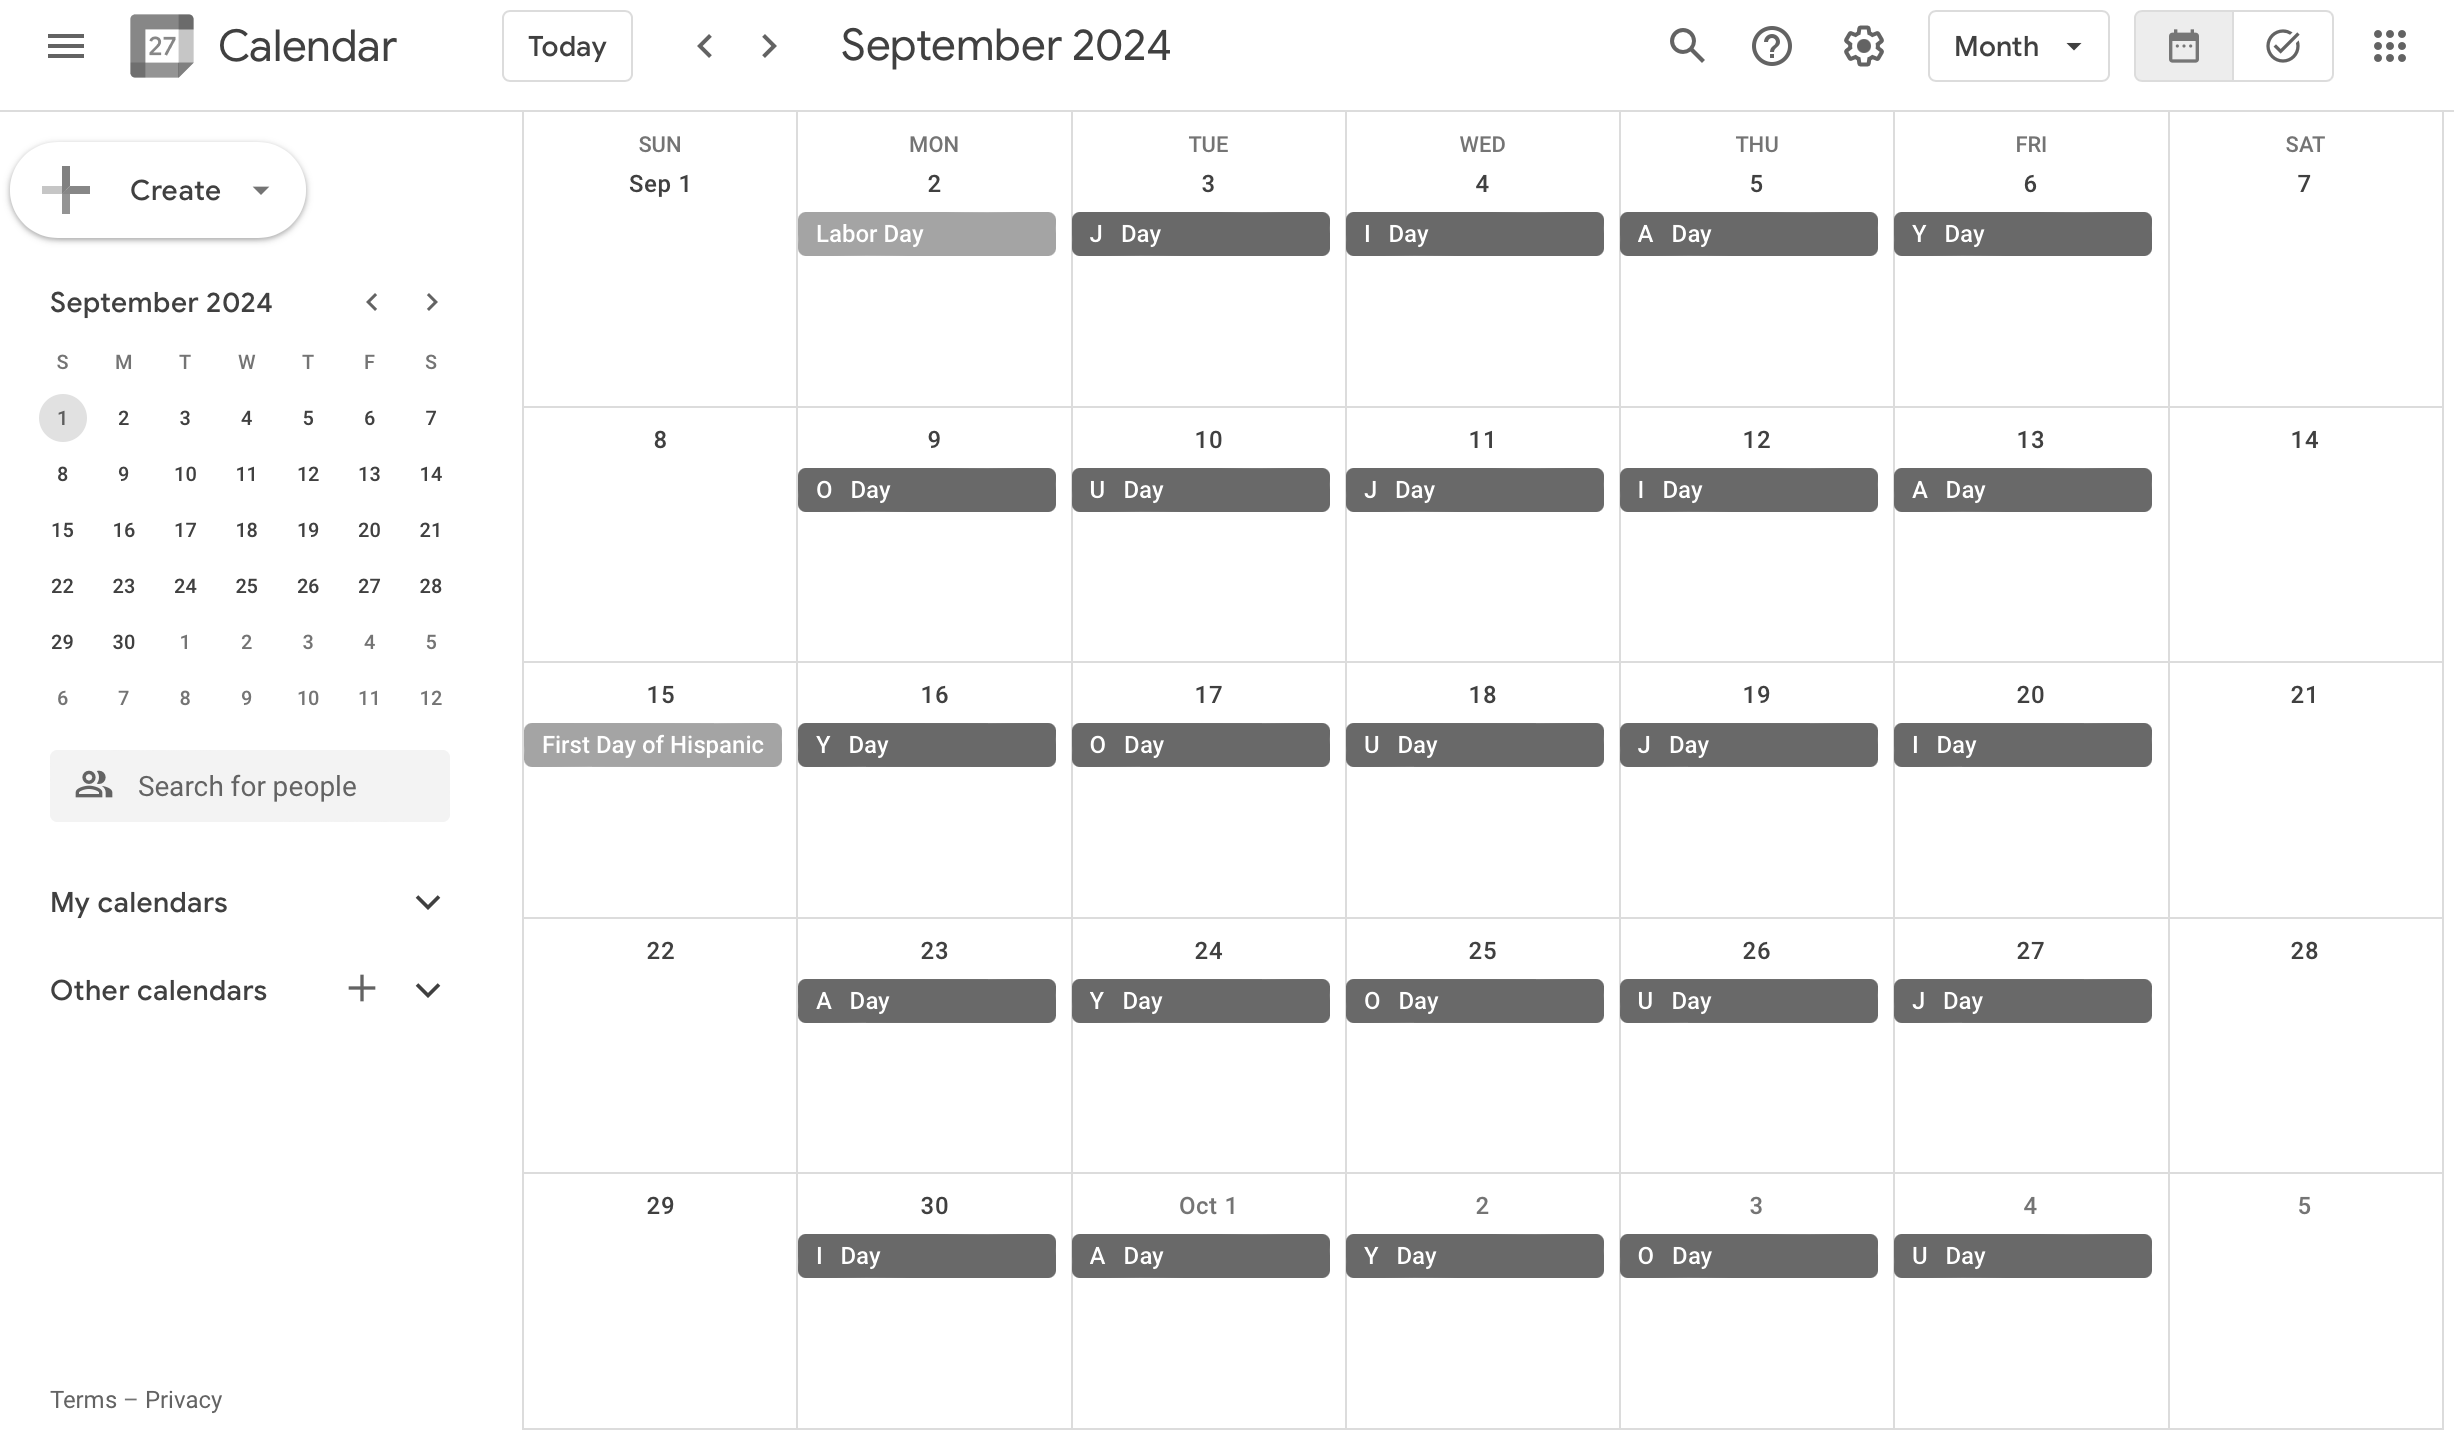 27 Calendar Today September 2024 Month
Create
September 2024
S M T W T F S
1 2 3 4 5 6 7
8 9 10 11 12 13 14
15 16 17 18 19 20 21
22 23 24 25 26 27 28
29 30 1 2 3 4 5
6 7 8 9 10 11 12
Search for people
My calendars
Other calendars
Terms – Privacy
SUN MON TUE WED THU FRI SAT
Sep 1 2 3 4 5 6 7
Labor Day J Day I Day A Day Y Day
8 9 10 11 12 13 14
O Day U Day J Day I Day A Day
15 16 17 18 19 20 21
First Day of Hispanic Y Day O Day U Day J Day I Day
22 23 24 25 26 27 28
A Day Y Day O Day U Day J Day
29 30 Oct 1 2 3 4 5
I Day A Day Y Day O Day U Day